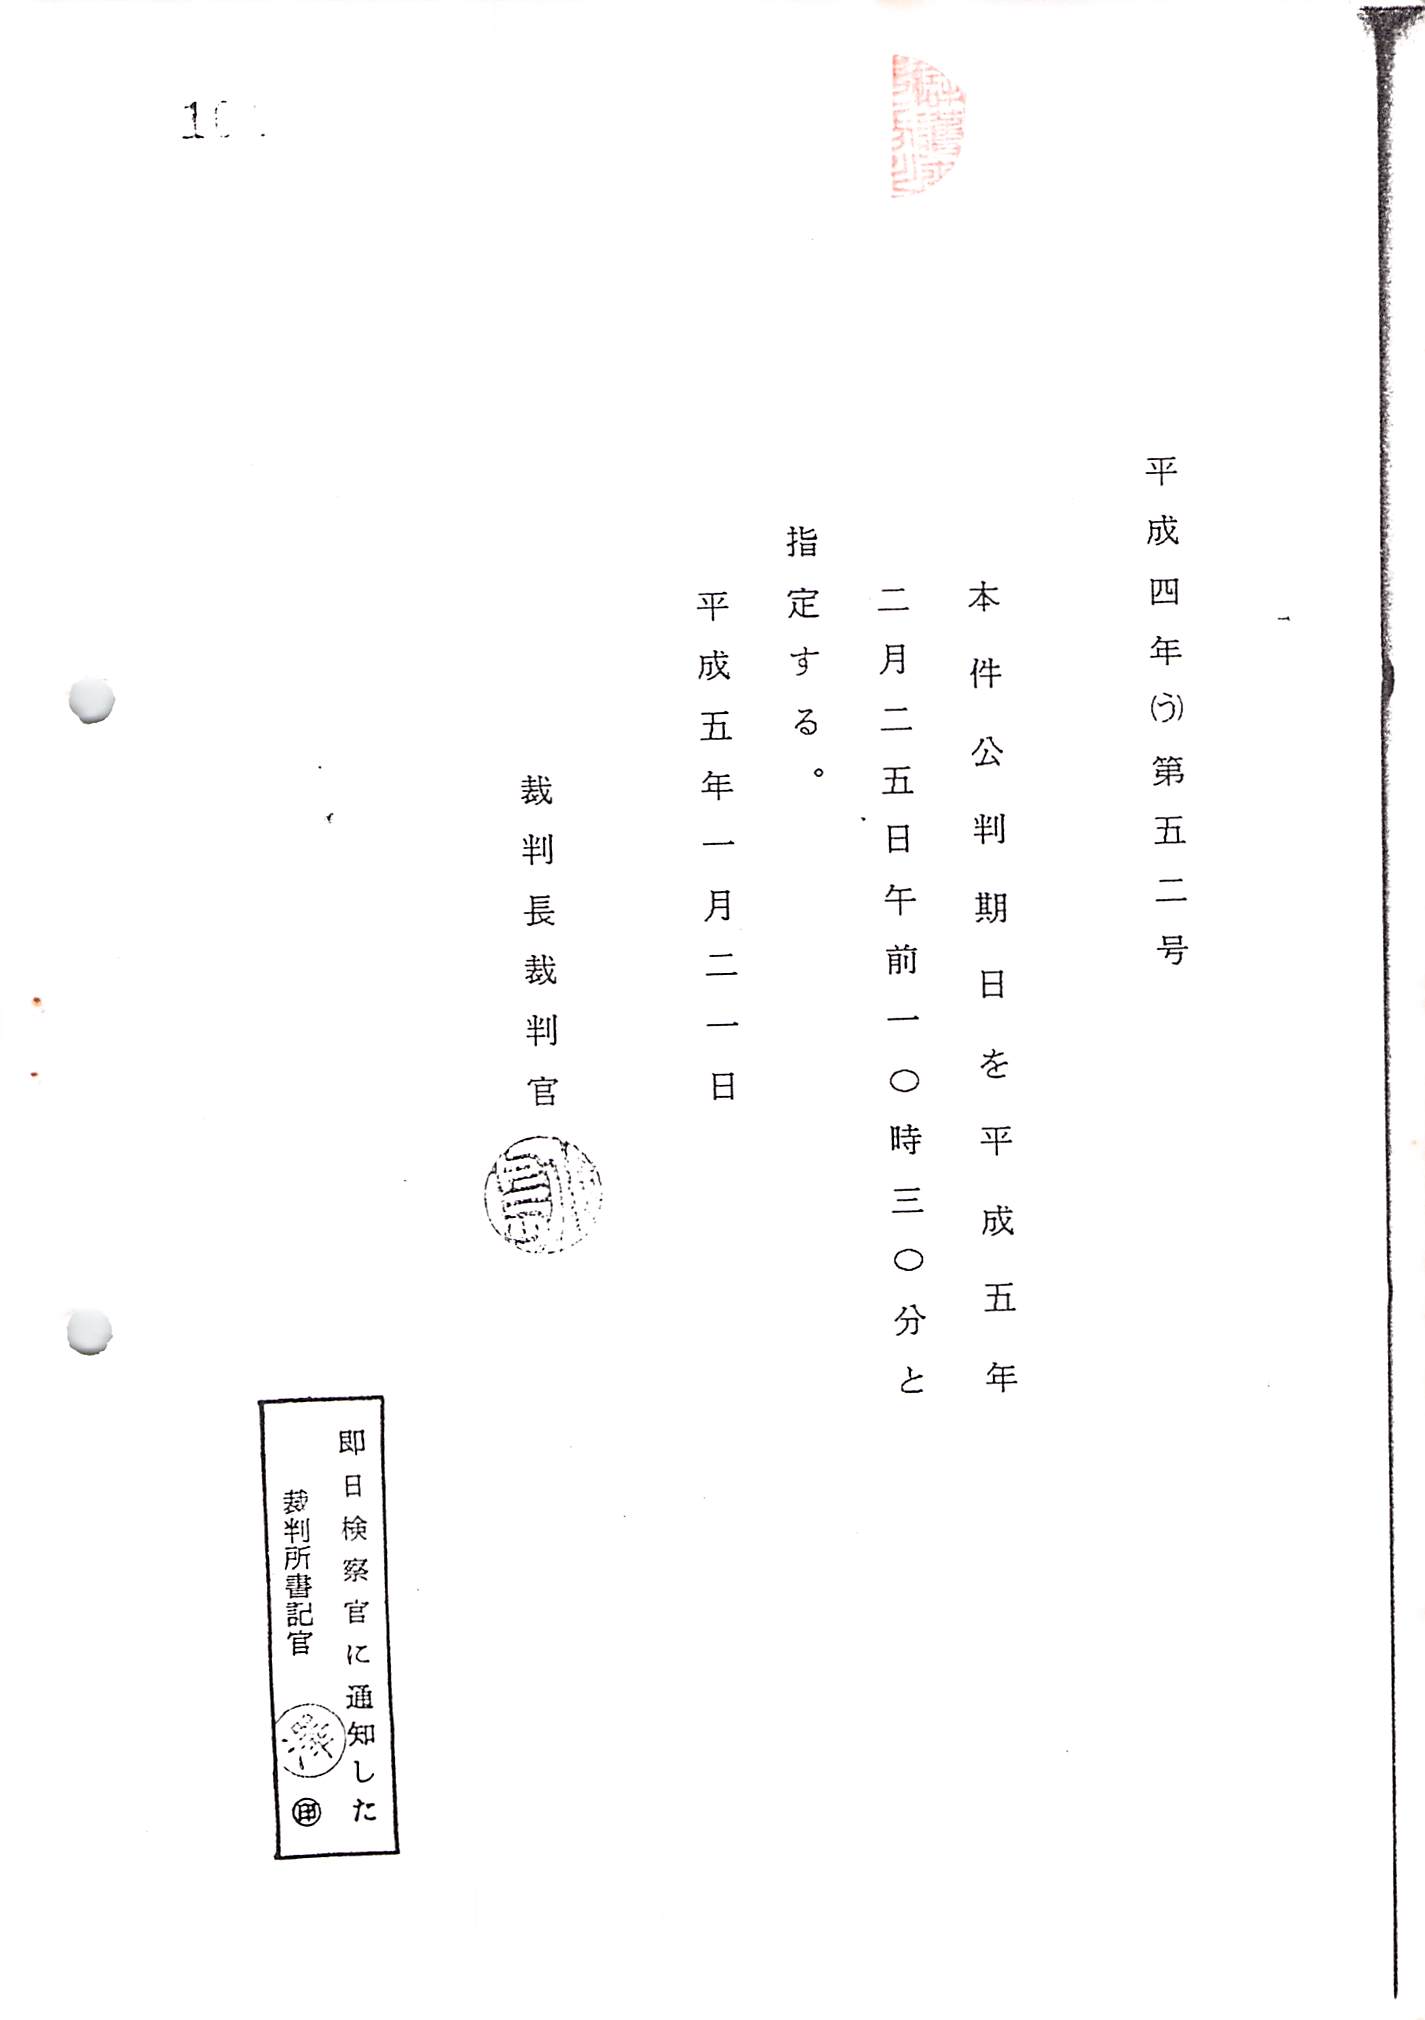 平成四年(う)第五二号
本件公判期日を平成五年
二月二五日午前一〇時三〇分と
指定する。
平成五年一月二一日
裁判長裁判官
即日検察官に通知した
裁判所書記官 ㊞